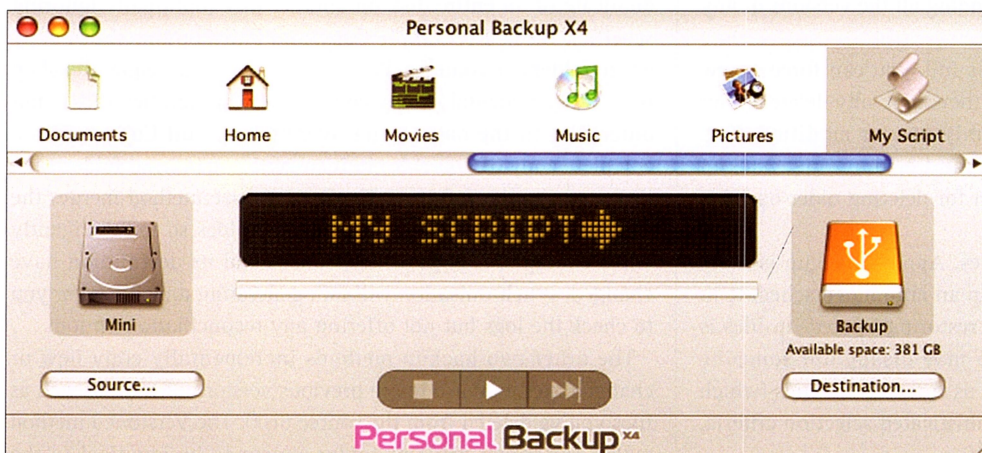 Personal Backup X4
Documents Home Movies Music Pictures My Script
MY SCRIPT
Mini
Backup
Available space: 381 GB
Source...
Destination...
Personal Backup X4